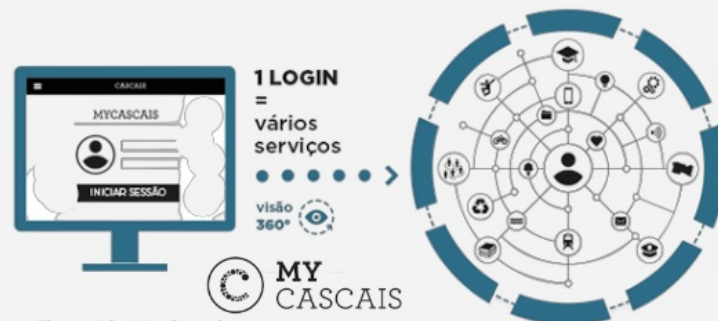 CASCAIS
MYCASCAIS
INICIAR SESSÃO
1 LOGIN
=
vários
serviços
visão
360°
MY
CASCAIS